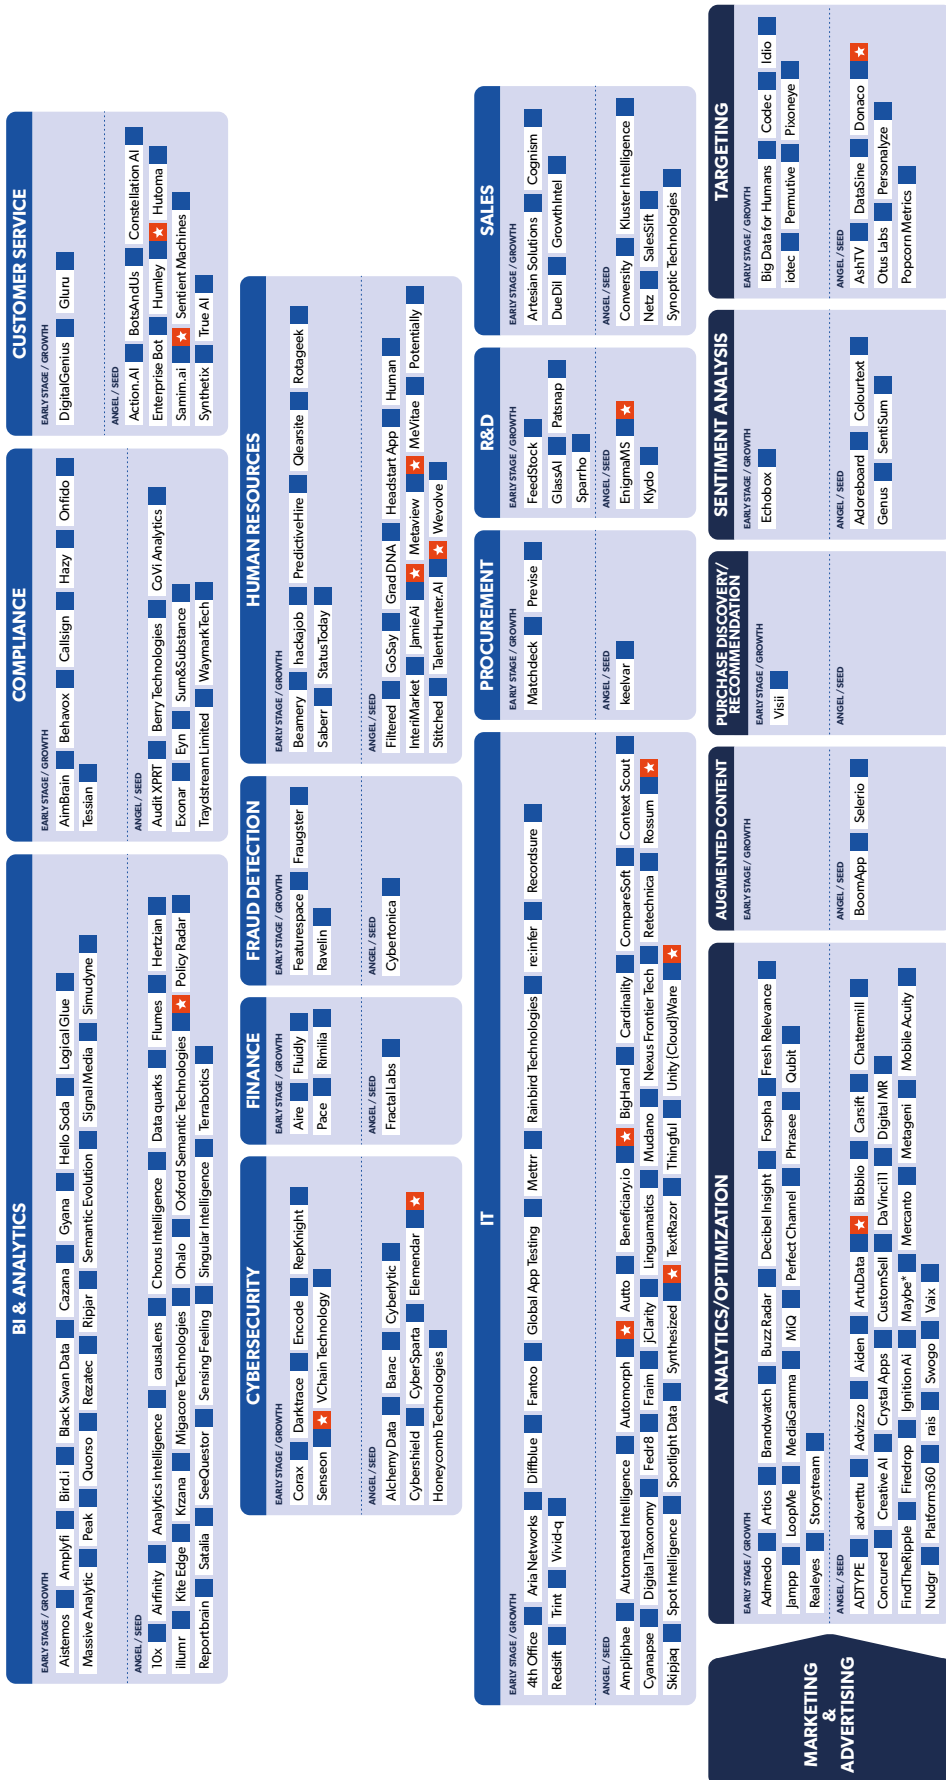 BI & ANALYTICS
EARLY STAGE / GROWTH
Aistemos Amplyfi Bird.i Black Swan Data Cazana Gyana Hello Soda Logical Glue
Massive Analytic Peak Quorso Rezatec Ripjar Semantic Evolution Signal Media Simudyne
ANGEL / SEED
10x Airfinity Analytics Intelligence causaLens Chorus Intelligence Data quarks Flumes Hertzian
illumr Kite Edge Krzana Migacore Technologies Ohalo Oxford Semantic Technologies Policy Radar
Reportbrain Satalia SeeQuestor Sensing Feeling Singular Intelligence Terrabotics
COMPLIANCE
EARLY STAGE / GROWTH
AimBrain Behavox Callsign Hazy Onfido
Tessian
ANGEL / SEED
Audit XPRT Berry Technologies CoVi Analytics
Exonar Eyn Sum&Substance
Traydstream Limited WaymarkTech
CUSTOMER SERVICE
EARLY STAGE / GROWTH
DigitalGenius Gluru
ANGEL / SEED
Action.AI BotsAndUs Constellation AI
Enterprise Bot Humley Hutoma
Samim.ai Sentient Machines
Synthetix True AI
CYBERSECURITY
EARLY STAGE / GROWTH
Corax Darktrace Encode RepKnight
Senseon VChain Technology
ANGEL / SEED
Alchemy Data Barac Cyberlytic
Cybershield CyberSparta Elemendar
Honeycomb Technologies
FINANCE
EARLY STAGE / GROWTH
Aire Fluidly
Pace Rimilia
ANGEL / SEED
Fractal Labs
FRAUD DETECTION
EARLY STAGE / GROWTH
Featurespace Fraugster
Ravelin
ANGEL / SEED
Cybertonica
HUMAN RESOURCES
EARLY STAGE / GROWTH
Beamery hackajob PredictiveHire Qlearsite Rotageek
Saberr StatusToday
ANGEL / SEED
Filtered GoSay Grad DNA Headstart App Human
IntelliMarket JamieAi Metaview MeVitae Potentially
Stitched TalentHunter.AI Wevolve
IT
EARLY STAGE / GROWTH
4th Office Aria Networks Diffblue Fantoo Global App Testing Mettrr Rainbird Technologies re:infer Recordsure
Redsift Trint Vivid-q
ANGEL / SEED
Ampliphae Automated Intelligence Automorph Autto Beneficiary.io BigHand Cardinality CompareSoft Context Scout
Cyanapse Digital Taxonomy Fedr8 Fraim jClarity Linguamatics Mudano Nexus Frontier Tech Retechnica Rossum
Skipjaq Spot Intelligence Spotlight Data Synthesized TextRazor Thingful Unity{Cloud}Ware
PROCUREMENT
EARLY STAGE / GROWTH
Matchdeck Previse
ANGEL / SEED
keelvar
R&D
EARLY STAGE / GROWTH
FeedStock
GlassAI Patsnap
Sparrho
ANGEL / SEED
EnigmaMS
Klydo
SALES
EARLY STAGE / GROWTH
Artesian Solutions Cognism
DueDil GrowthIntel
ANGEL / SEED
Conversity Kluster Intelligence
Netz SalesSift
Synoptic Technologies
MARKETING
&
ADVERTISING
ANALYTICS/OPTIMIZATION
EARLY STAGE / GROWTH
Admedo Artios Brandwatch Buzz Radar Decibel Insight Fospha Fresh Relevance
Jampp LoopMe MediaGamma MiQ Perfect Channel Phrasee Qubit
Realeyes Storystream
ANGEL / SEED
ADTYPE adverttu Advizzo Aiden ArtuData Bibblio Carsift Chattermill
Concured Creative AI Crystal Apps CustomSell DaVinci11 Digital MR
FindTheRipple Firedrop Ignition Ai Maybe* Mercanto Metageni Mobile Acuity
Nudgr Platform360 rais Swogo Vaix
AUGMENTED CONTENT
EARLY STAGE / GROWTH
ANGEL / SEED
BoomApp Selerio
PURCHASE DISCOVERY/
RECOMMENDATION
EARLY STAGE / GROWTH
Visii
ANGEL / SEED
SENTIMENT ANALYSIS
EARLY STAGE / GROWTH
Echobox
ANGEL / SEED
Adoreboard Colourtext
Genus SentiSum
TARGETING
EARLY STAGE / GROWTH
Big Data for Humans Codec Idio
iotec Permutive Pixoneye
ANGEL / SEED
AshTV DataSine Donaco
Otus Labs Personalyze
Popcorn Metrics